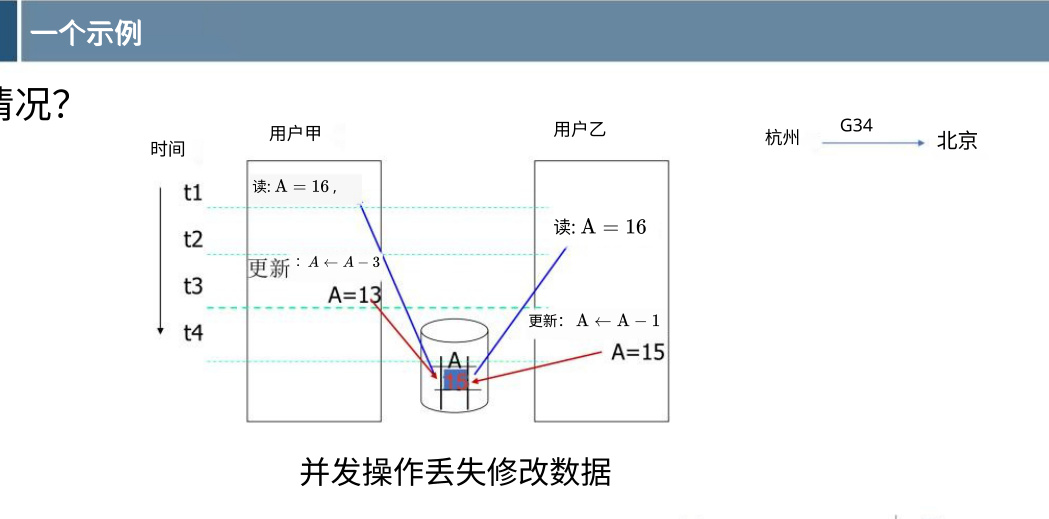 一个示例
情况？
用户甲
用户乙
杭州
G34
北京
时间
t1
读: A = 16 ,
t2
读: A = 16
更新：A ← A − 3
t3
A=13
更新： A ← A − 1
t4
A=15
A
15
并发操作丢失修改数据